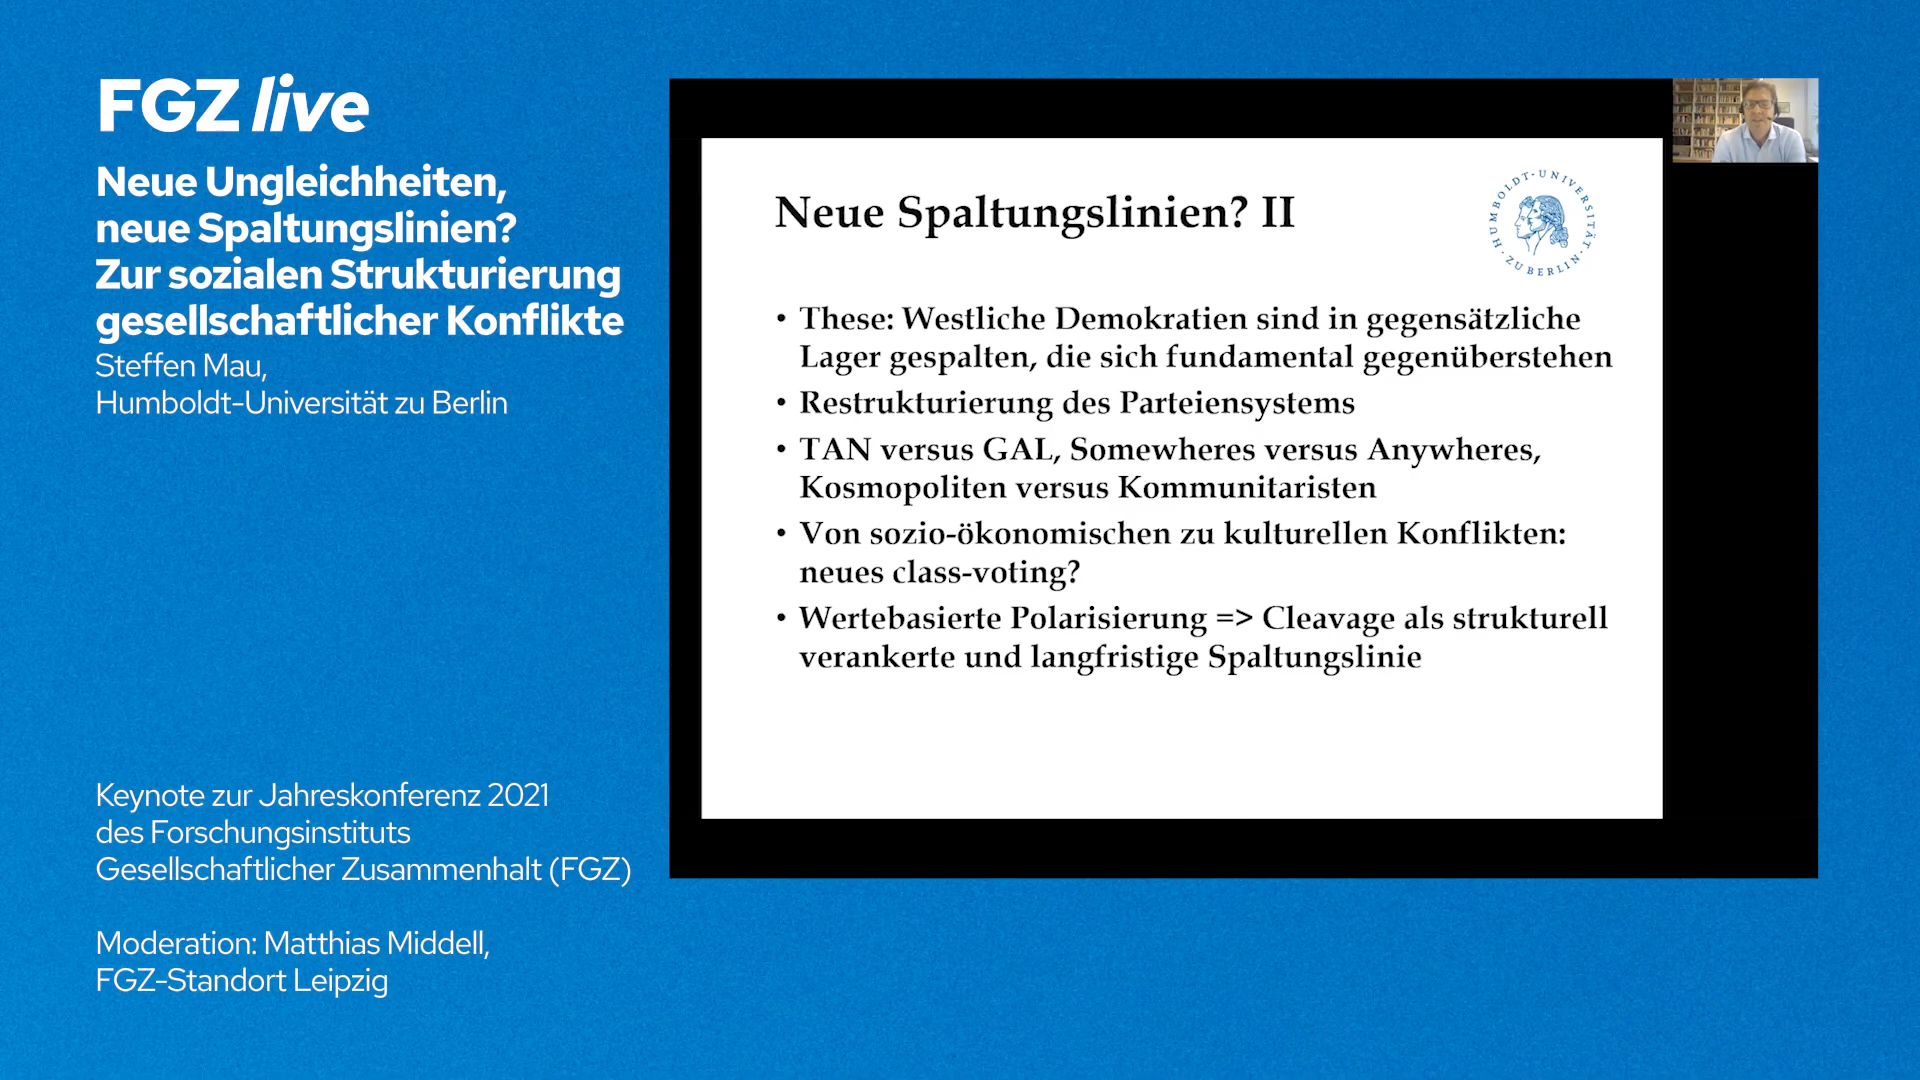 FGZ live
Neue Ungleichheiten,
neue Spaltungslinien?
Zur sozialen Strukturierung
gesellschaftlicher Konflikte
Steffen Mau,
Humboldt-Universität zu Berlin
Keynote zur Jahreskonferenz 2021
des Forschungsinstituts
Gesellschaftlicher Zusammenhalt (FGZ)
Moderation: Matthias Middell,
FGZ-Standort Leipzig
Neue Spaltungslinien? II
HUMBOLDT-UNIVERSITÄT
ZU BERLIN
• These: Westliche Demokratien sind in gegensätzliche
Lager gespalten, die sich fundamental gegenüberstehen
• Restrukturierung des Parteiensystems
• TAN versus GAL, Somewheres versus Anywheres,
Kosmopoliten versus Kommunitaristen
• Von sozio-ökonomischen zu kulturellen Konflikten:
neues class-voting?
• Wertebasierte Polarisierung => Cleavage als strukturell
verankerte und langfristige Spaltungslinie